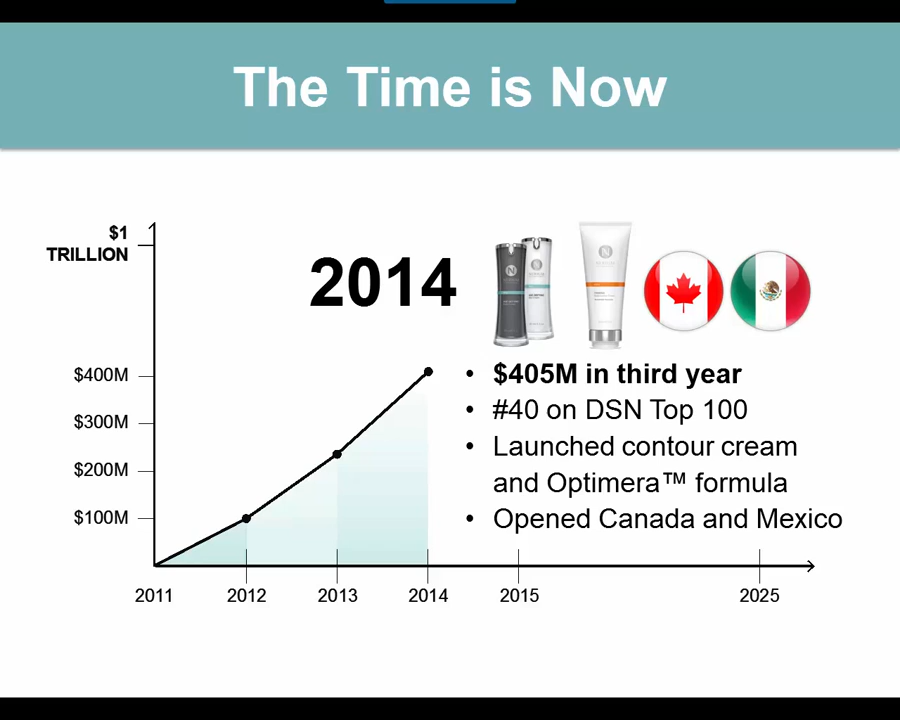 The Time is Now
$1
TRILLION
2014
$400M
$300M
$200M
$100M
• $405M in third year
• #40 on DSN Top 100
• Launched contour cream
and Optimera™ formula
• Opened Canada and Mexico
2011 2012 2013 2014 2015 2025